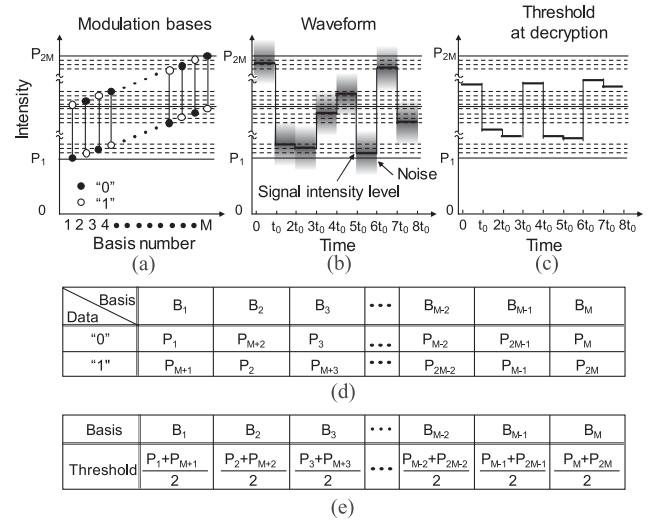 Modulation bases
Waveform
Threshold
at decryption
Intensity
P2M
P1
0
● "0"
○ "1"
1 2 3 4 • • • • • • • • • M
Basis number
(a)
P2M
P1
Signal intensity level
Noise
0
0 t0 2t0 3t0 4t0 5t0 6t0 7t0 8t0
Time
(b)
P2M
P1
0
0 t0 2t0 3t0 4t0 5t0 6t0 7t0 8t0
Time
(c)
Basis
Data
B1 B2 B3 ••• BM-2 BM-1 BM
"0" P1 PM+2 P3 ••• PM-2 P2M-1 PM
"1" PM+1 P2 PM+3 ••• P2M-2 PM-1 P2M
(d)
Basis B1 B2 B3 ••• BM-2 BM-1 BM
Threshold P1+PM+1 P2+PM+2 P3+PM+3 ••• PM-2+P2M-2 PM-1+P2M-1 PM+P2M
2 2 2 2 2 2
(e)